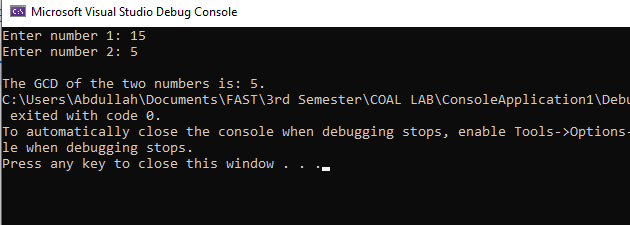 Microsoft Visual Studio Debug Console
Enter number 1: 15
Enter number 2: 5
The GCD of the two numbers is: 5.
C:\Users\Abdullah\Documents\FAST\3rd Semester\COAL LAB\ConsoleApplication1\Debu
exited with code 0.
To automatically close the console when debugging stops, enable Tools->Options-
le when debugging stops.
Press any key to close this window . . .